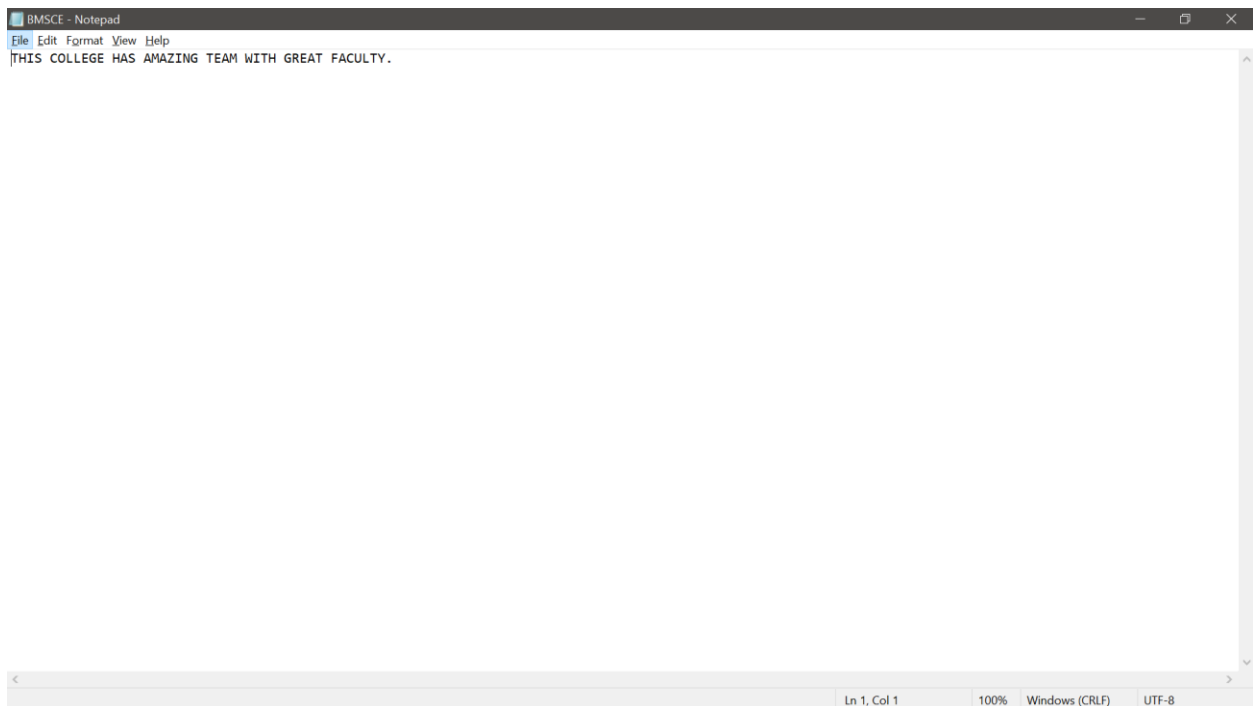 BMSCE - Notepad
File Edit Format View Help
THIS COLLEGE HAS AMAZING TEAM WITH GREAT FACULTY.
Ln 1, Col 1 100% Windows (CRLF) UTF-8